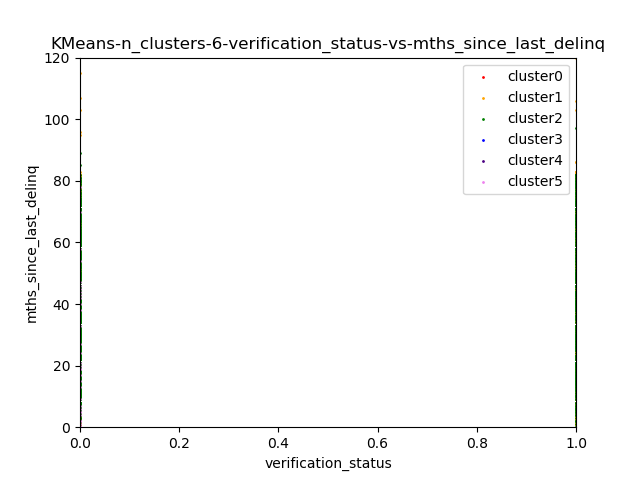 KMeans-n_clusters-6-verification_status-vs-mths_since_last_delinq
120
100
80
60
40
20
0
mths_since_last_delinq
cluster0
cluster1
cluster2
cluster3
cluster4
cluster5
0.0 0.2 0.4 0.6 0.8 1.0
verification_status